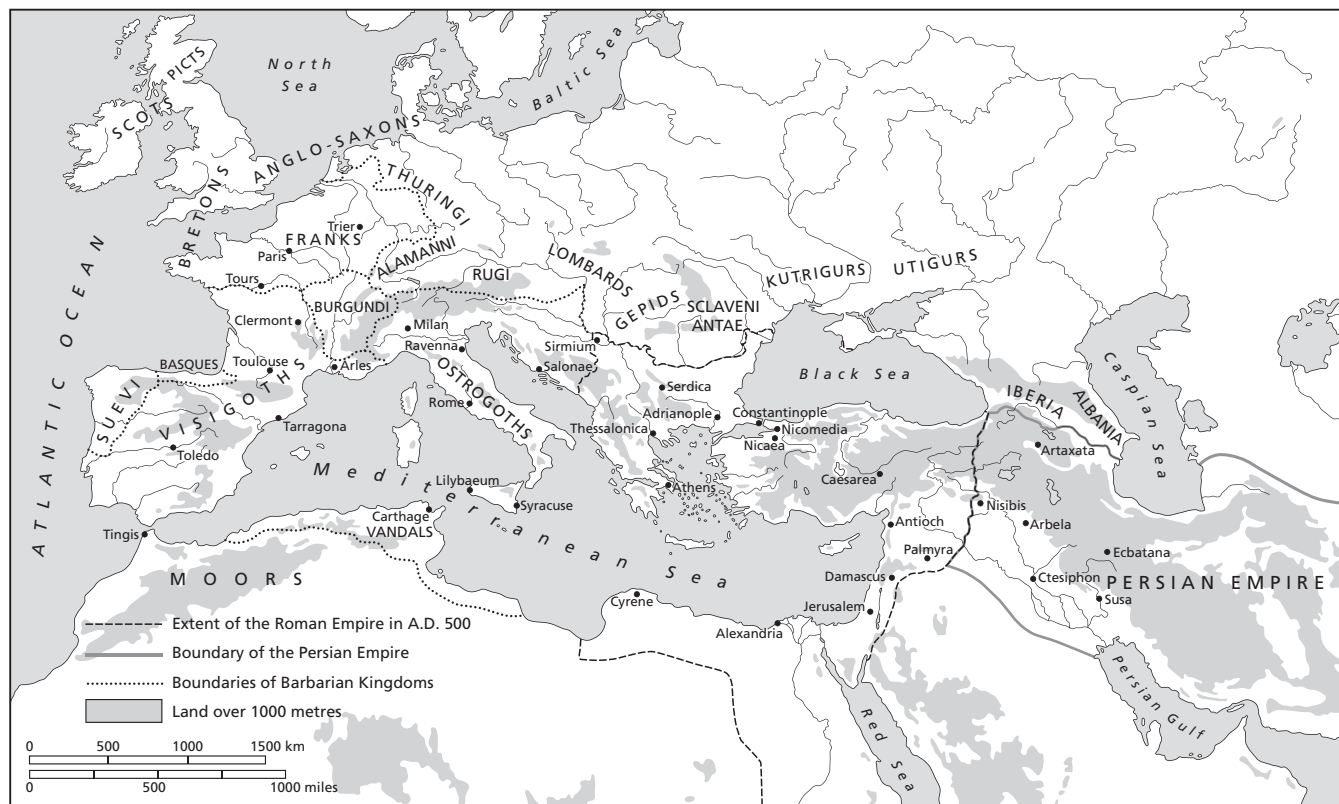 North
Sea
Baltic Sea
PICTS
SCOTS
ANGLO-SAXONS
BRETONS
THURINGI
Trier
FRANKS
Paris
ALAMANNI
Tours
LOMBARDS
RUGI
KUTRIGURS
UTIGURS
GEPIDS
SCLAVENI
ANTAE
BURGUNDI
Clermont
Milan
Ravenna
Sirmium
Salonae
BASQUES
Toulouse
Arles
SUEVI
VISIGOTHS
OSTROGOTHS
Rome
Tarragona
Toledo
Serdica
Adrianople
Constantinople
Nicomedia
Nicaea
Thessalonica
Black Sea
IBERIA
ALBANIA
Caspian Sea
Artaxata
Caesarea
Athens
Lilybaeum
Syracuse
Carthage
VANDALS
Mediterranean Sea
ATLANTIC OCEAN
Tingis
MOORS
Antioch
Nisibis
Arbela
Ecbatana
Palmyra
Damascus
Ctesiphon
PERSIAN EMPIRE
Susa
Cyrene
Jerusalem
Alexandria
Persian Gulf
Red Sea
Extent of the Roman Empire in A.D. 500
Boundary of the Persian Empire
Boundaries of Barbarian Kingdoms
Land over 1000 metres
0 500 1000 1500 km
0 500 1000 miles